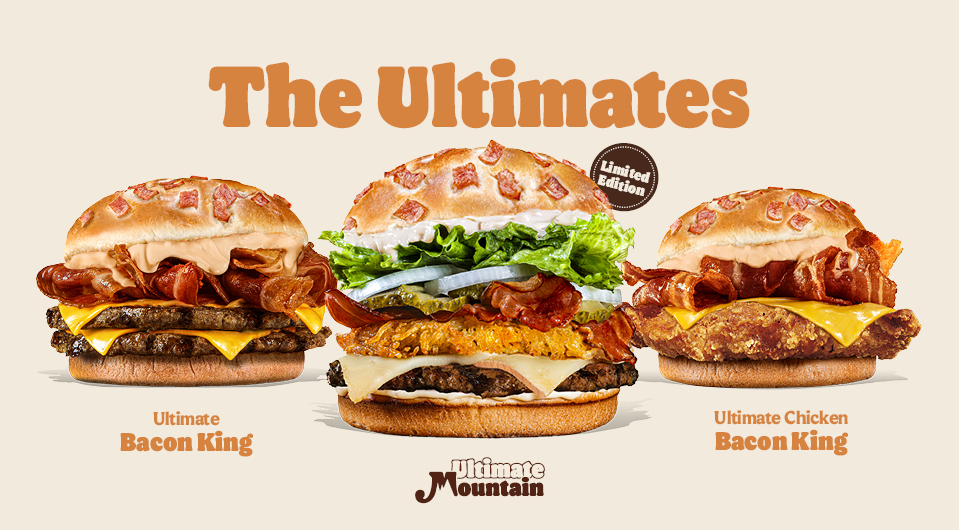 The Ultimates
Limited
Edition
Ultimate
Bacon King
Ultimate Chicken
Bacon King
Ultimate
Mountain